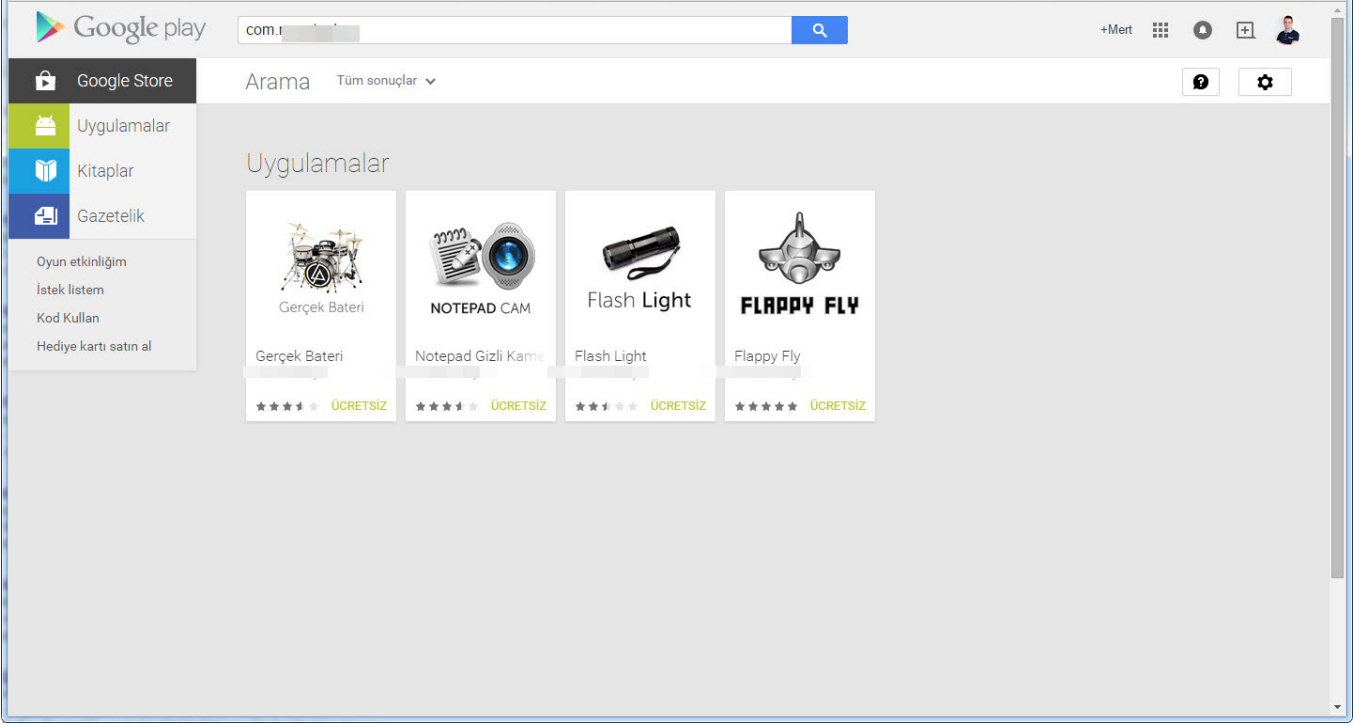 Google play
com.
+Mert
Google Store
Arama
Tüm sonuçlar
Uygulamalar
Kitaplar
Gazetelik
Oyun etkinliğim
İstek listem
Kod Kullan
Hediye kartı satın al
Uygulamalar
Gerçek Bateri
NOTEPAD CAM
Flash Light
FLAPPY FLY
Gerçek Bateri
Notepad Gizli Kame
Flash Light
Flappy Fly
ÜCRETSİZ
ÜCRETSİZ
ÜCRETSİZ
ÜCRETSİZ